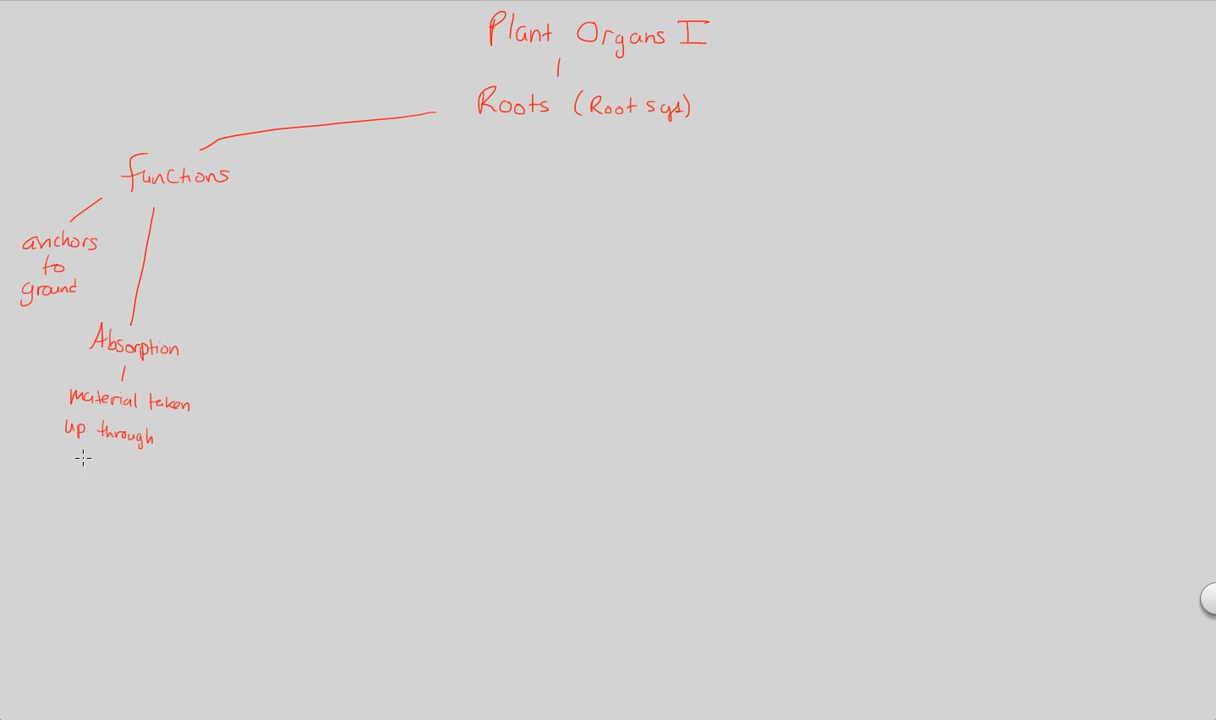 Plant Organs I
Roots (Root sys)
functions
anchors
to
ground
Absorption
material taken
up through